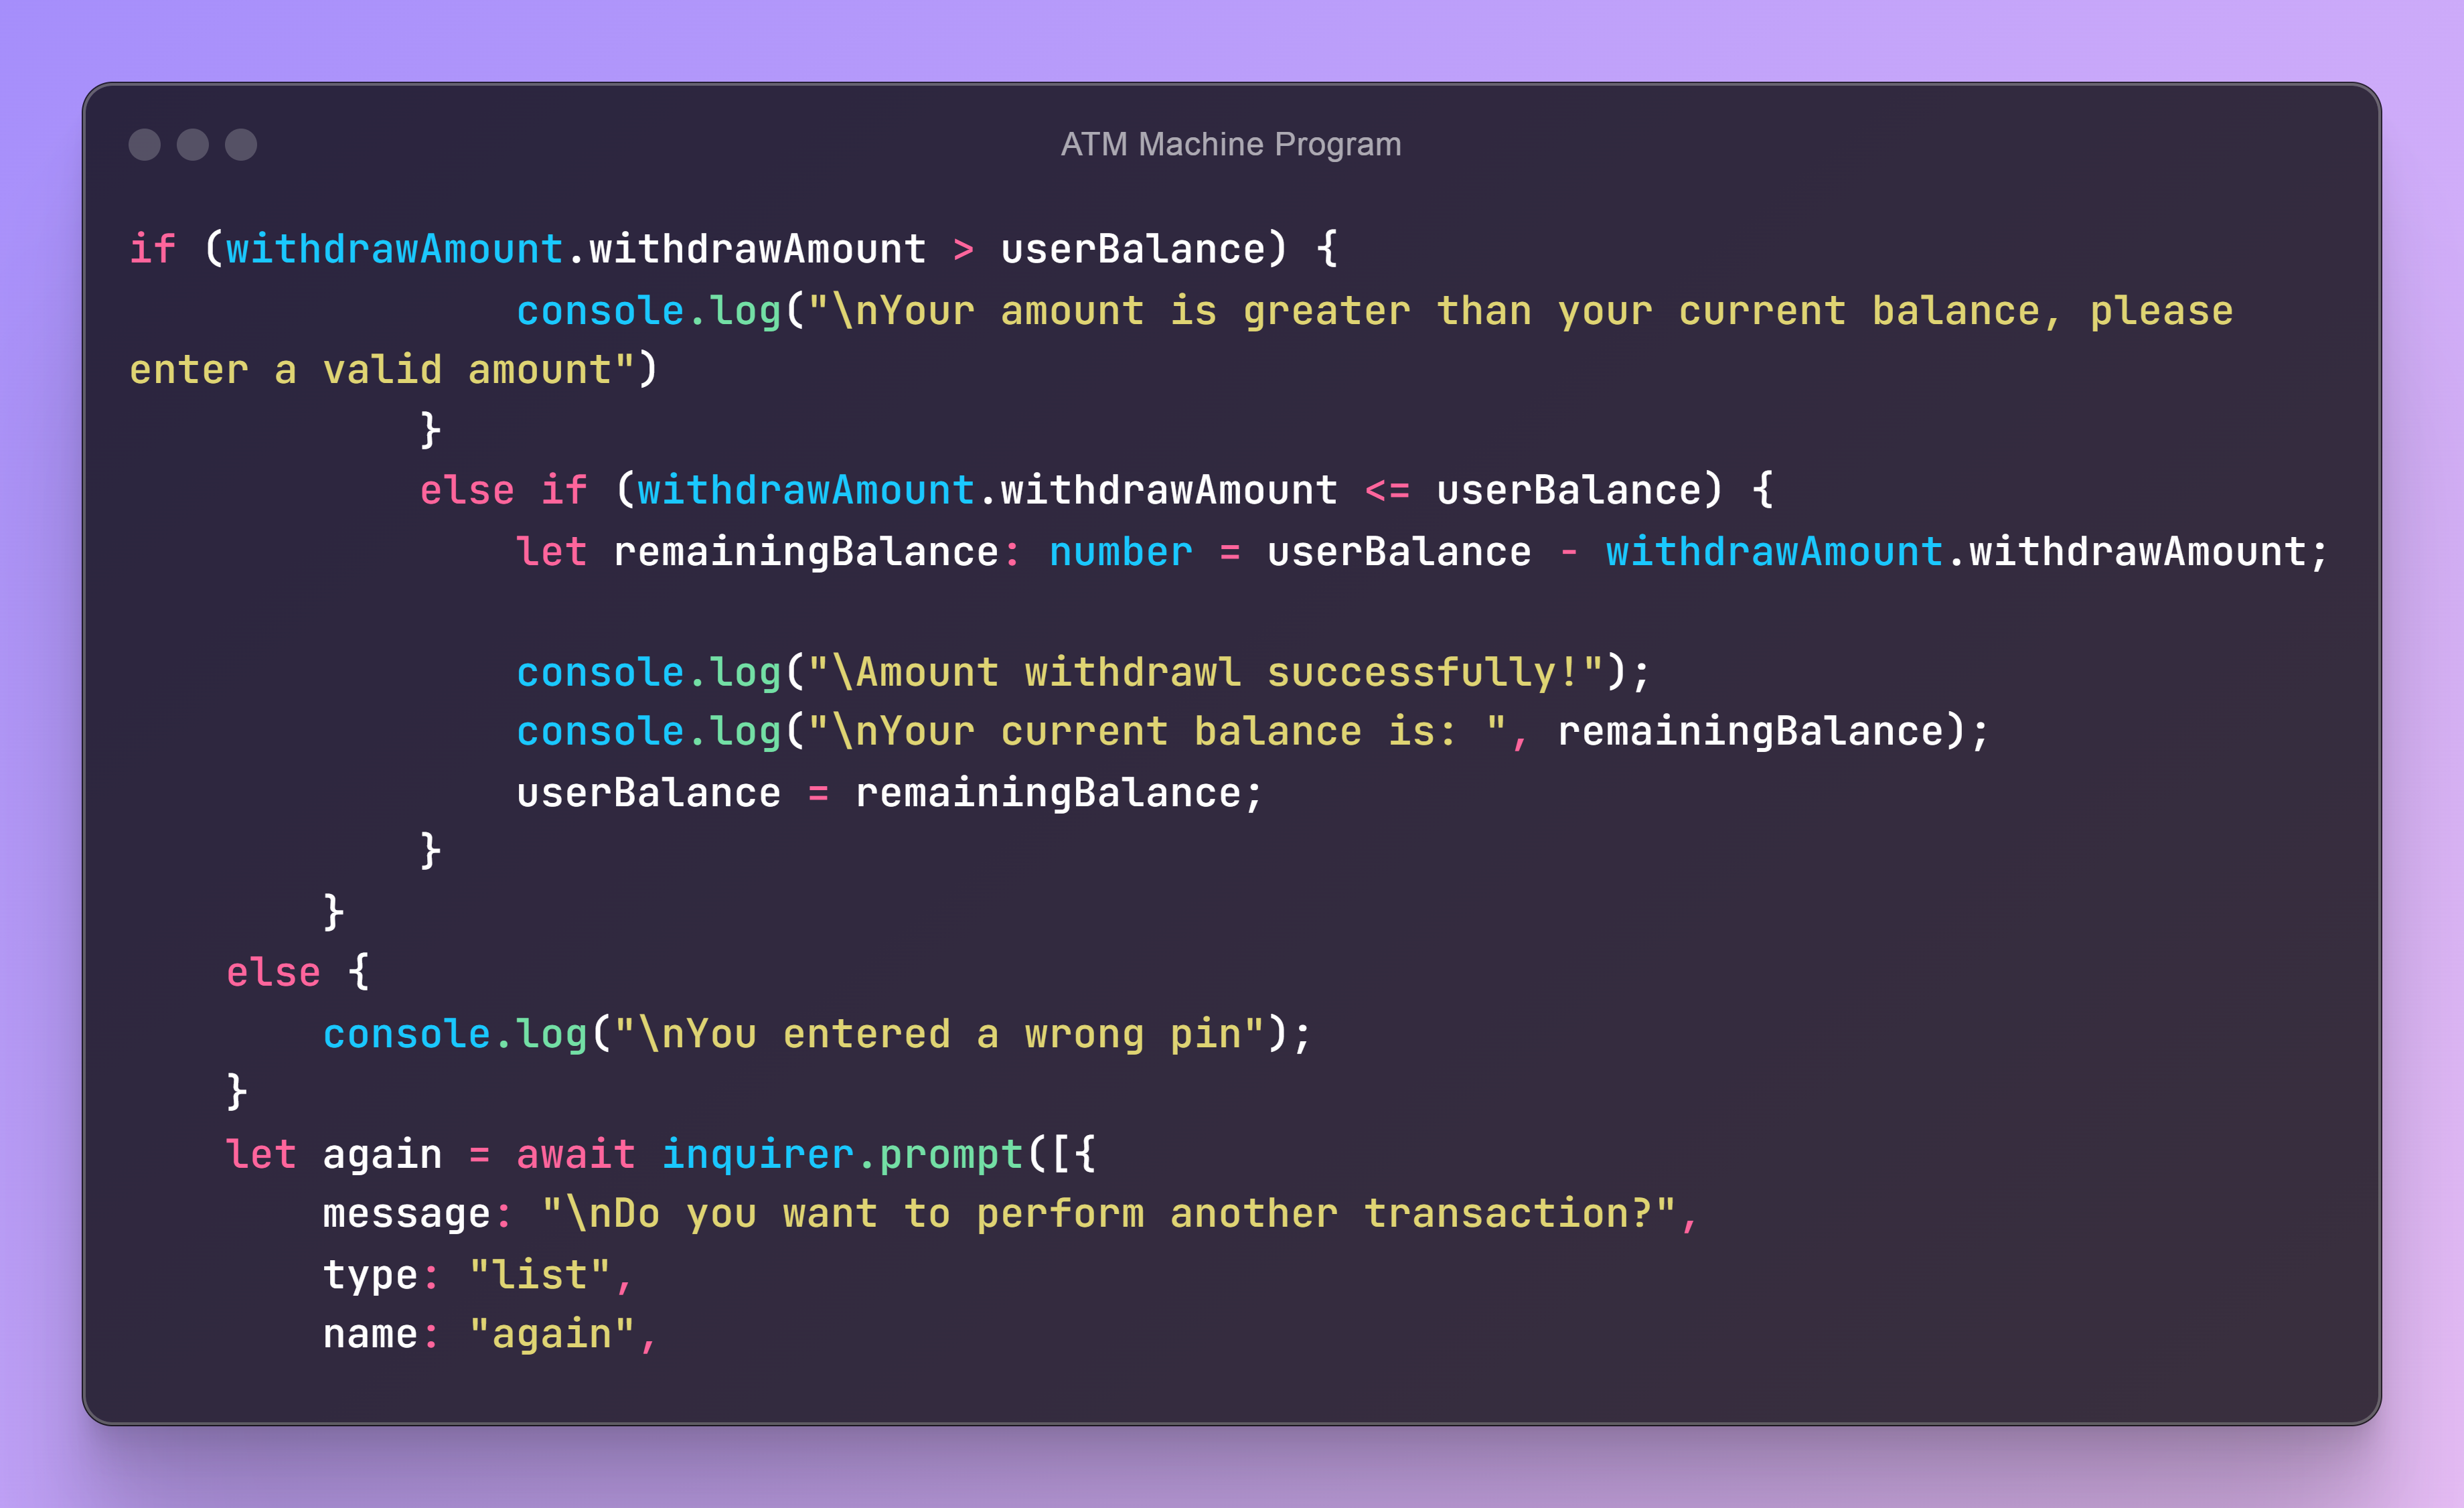 ATM Machine Program
if (withdrawAmount.withdrawAmount > userBalance) {
                console.log("\nYour amount is greater than your current balance, please
enter a valid amount")
            }
            else if (withdrawAmount.withdrawAmount <= userBalance) {
                let remainingBalance: number = userBalance - withdrawAmount.withdrawAmount;

                console.log("\Amount withdrawl successfully!");
                console.log("\nYour current balance is: ", remainingBalance);
                userBalance = remainingBalance;
            }
        }
    else {
        console.log("\nYou entered a wrong pin");
    }
    let again = await inquirer.prompt([{
        message: "\nDo you want to perform another transaction?",
        type: "list",
        name: "again",